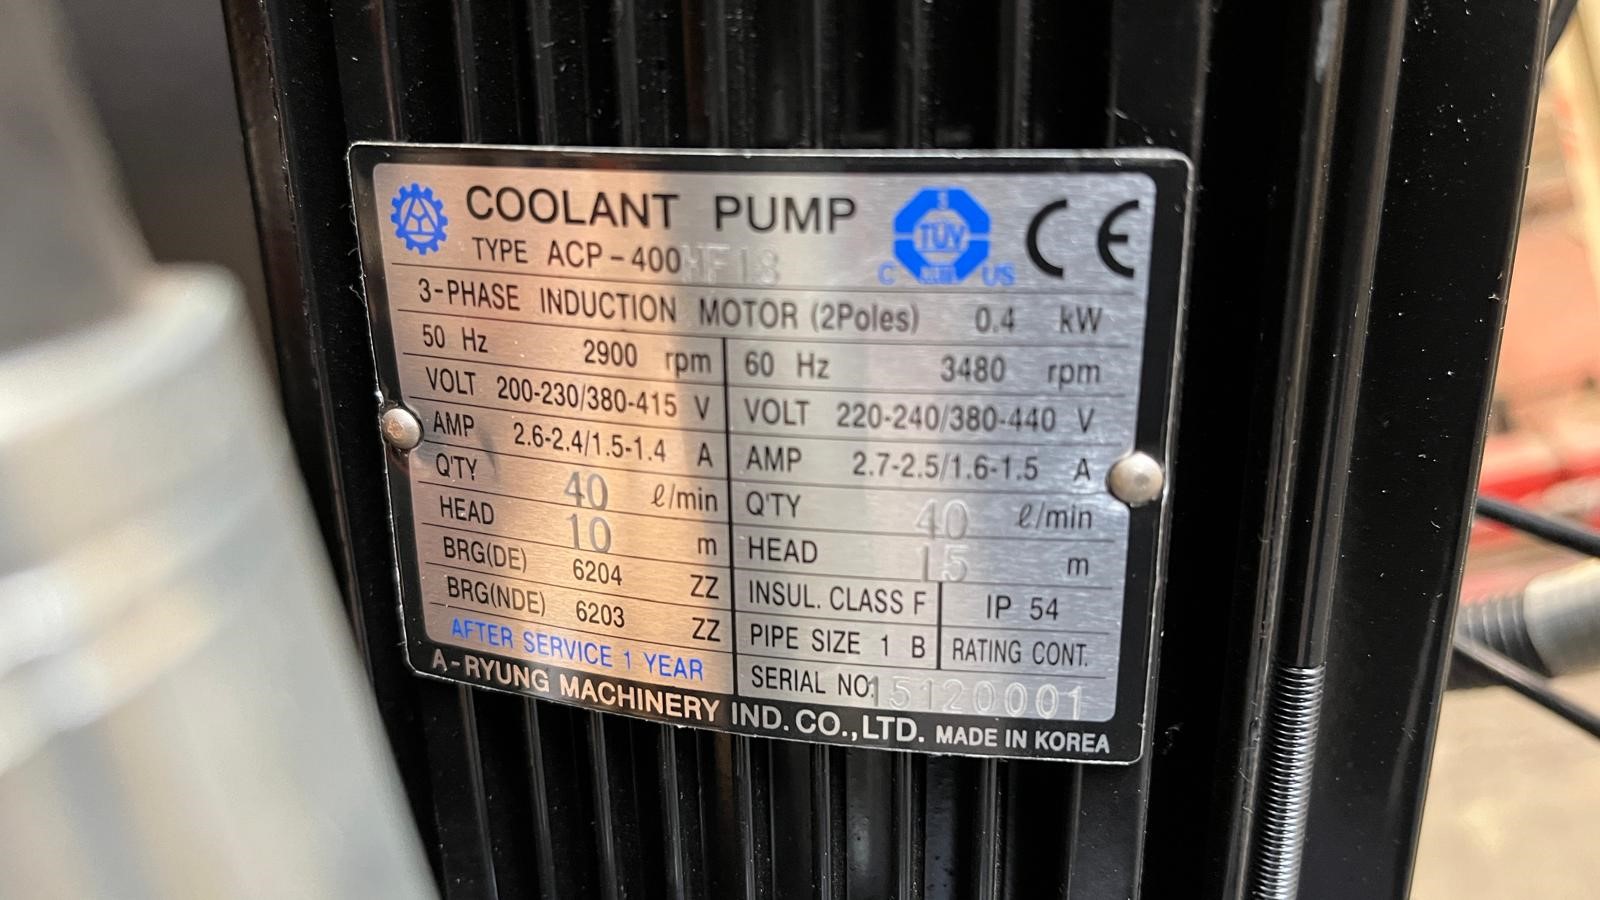 COOLANT PUMP
TYPE ACP-400HF18
S
TÜV
C US
CE
3-PHASE INDUCTION MOTOR (2Poles) 0.4 kW
50 Hz 2900 rpm
VOLT 200-230/380-415 V
AMP 2.6-2.4/1.5-1.4 A
Q'TY 40 ℓ/min
HEAD 10 m
BRG(DE) 6204 ZZ
BRG(NDE) 6203 ZZ
AFTER SERVICE 1 YEAR
60 Hz 3480 rpm
VOLT 220-240/380-440 V
AMP 2.7-2.5/1.6-1.5 A
Q'TY 40 ℓ/min
HEAD 15 m
INSUL. CLASS F IP 54
PIPE SIZE 1 B RATING CONT.
SERIAL NO. 15120001
A-RYUNG MACHINERY IND. CO., LTD. MADE IN KOREA